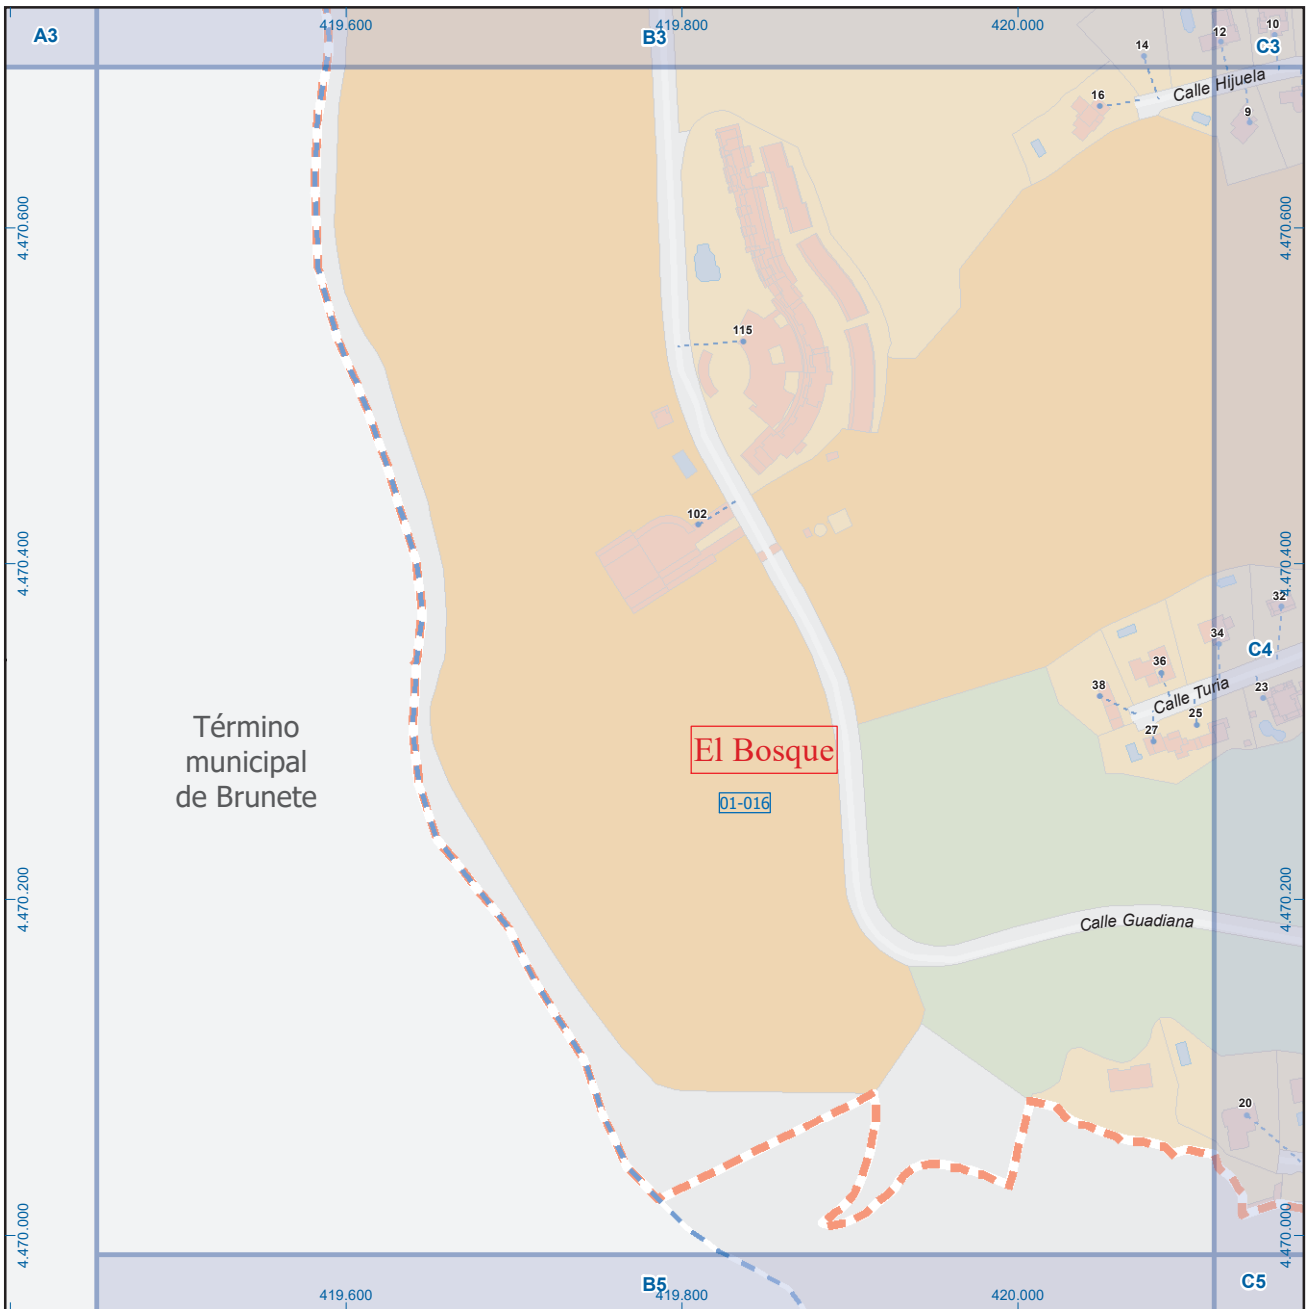 A3
419.600
B3
419.800
420.000
14
12
10
C3
Calle Hijuela
16
9
4.470.600
4.470.600
115
4.470.400
4.470.400
102
32
34
C4
36
38
Calle Turia
23
25
27
Término
municipal
de Brunete
El Bosque
01-016
4.470.200
4.470.200
Calle Guadiana
20
4.470.000
4.470.000
B5
C5
419.600
419.800
420.000